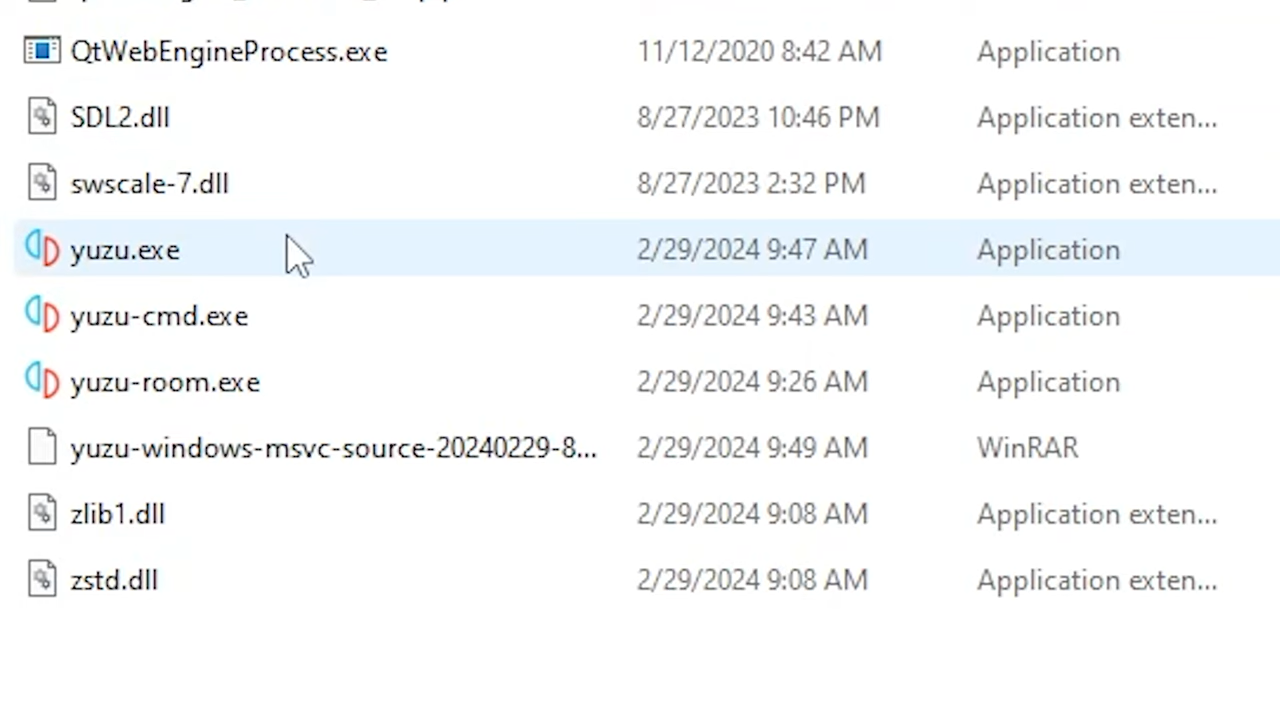 QtWebEngineProcess.exe 11/12/2020 8:42 AM Application
SDL2.dll 8/27/2023 10:46 PM Application exten...
swscale-7.dll 8/27/2023 2:32 PM Application exten...
yuzu.exe 2/29/2024 9:47 AM Application
yuzu-cmd.exe 2/29/2024 9:43 AM Application
yuzu-room.exe 2/29/2024 9:26 AM Application
yuzu-windows-msvc-source-20240229-8... 2/29/2024 9:49 AM WinRAR
zlib1.dll 2/29/2024 9:08 AM Application exten...
zstd.dll 2/29/2024 9:08 AM Application exten...